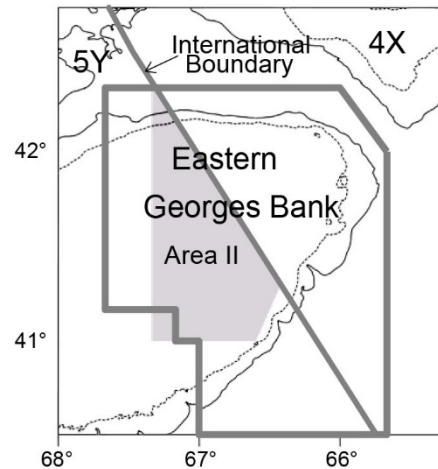 5Y
International
Boundary
4X
42°
Eastern
Georges Bank
Area II
41°
68°
67°
66°